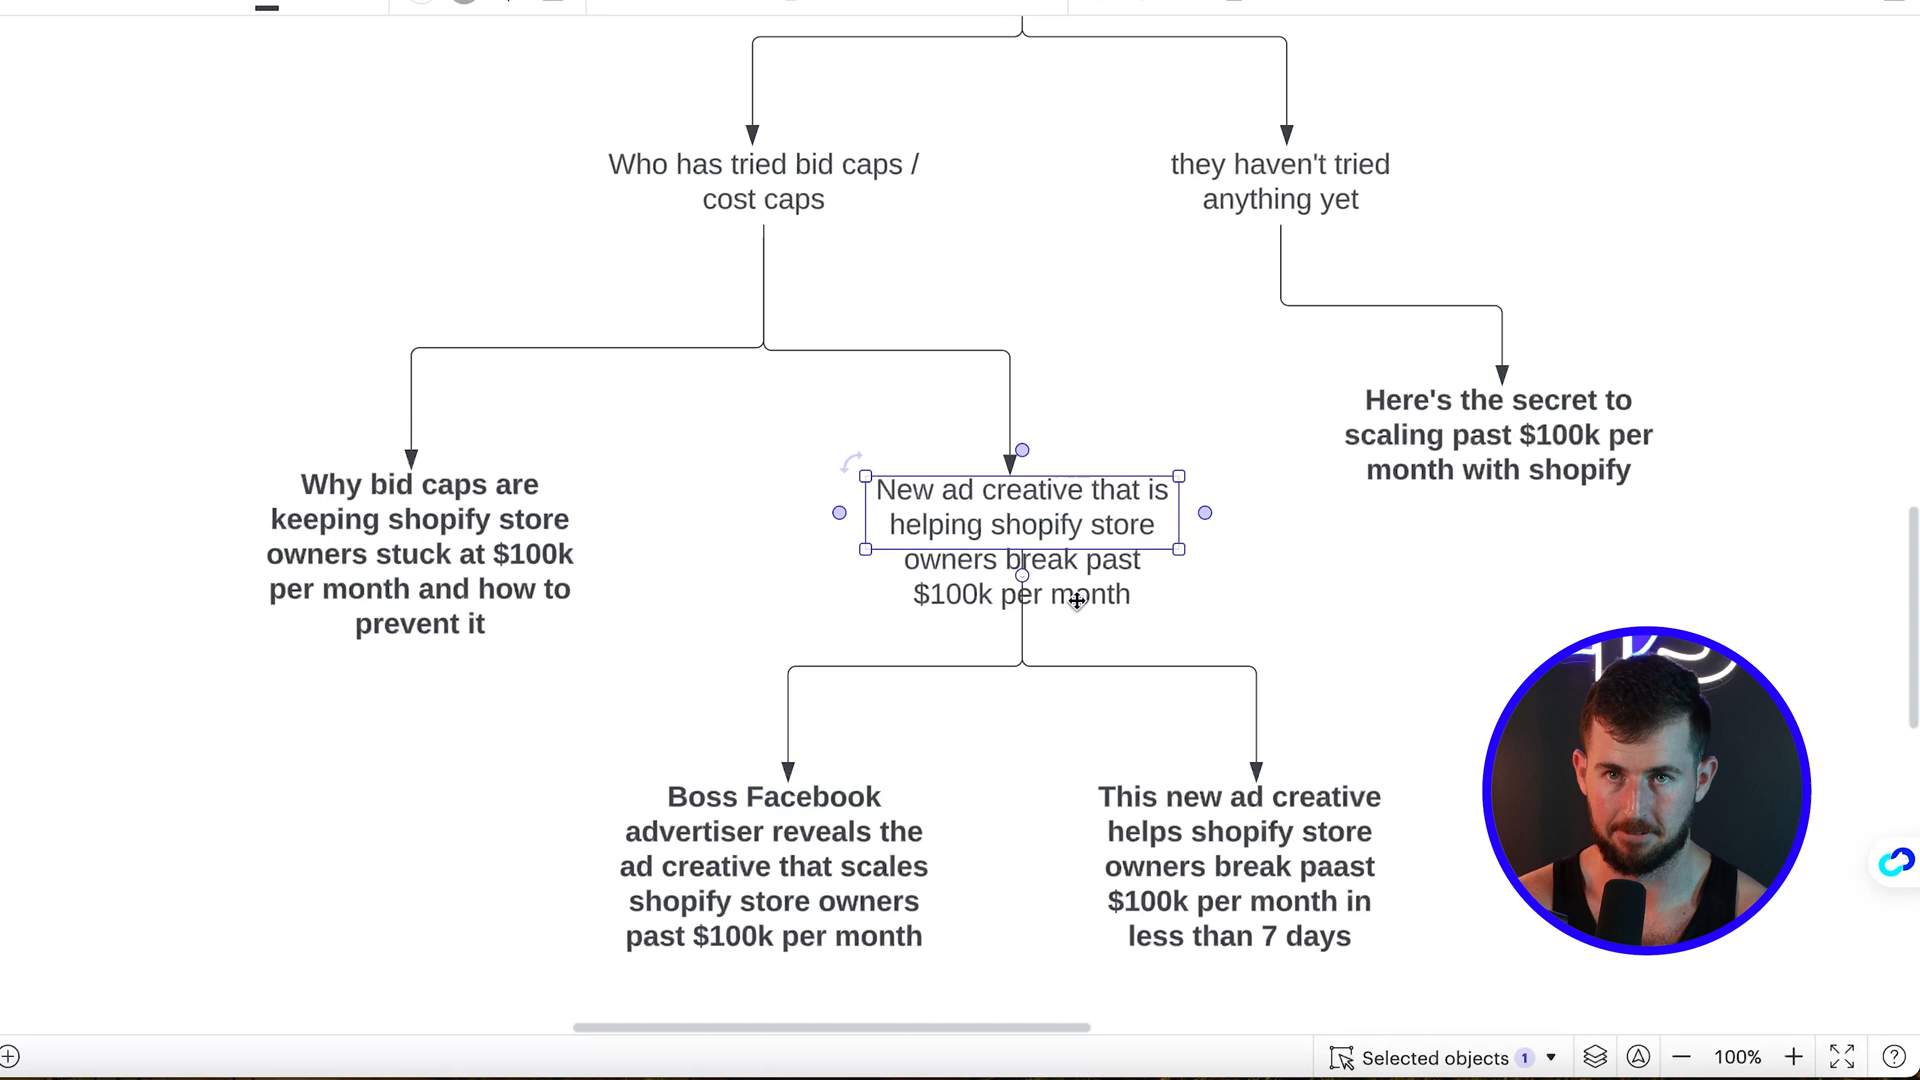 Who has tried bid caps /
cost caps
they haven't tried
anything yet
Here's the secret to
scaling past $100k per
month with shopify
Why bid caps are
keeping shopify store
owners stuck at $100k
per month and how to
prevent it
New ad creative that is
helping shopify store
owners break past
$100k per month
Boss Facebook
advertiser reveals the
ad creative that scales
shopify store owners
past $100k per month
This new ad creative
helps shopify store
owners break paast
$100k per month in
less than 7 days
Selected objects 1
100%